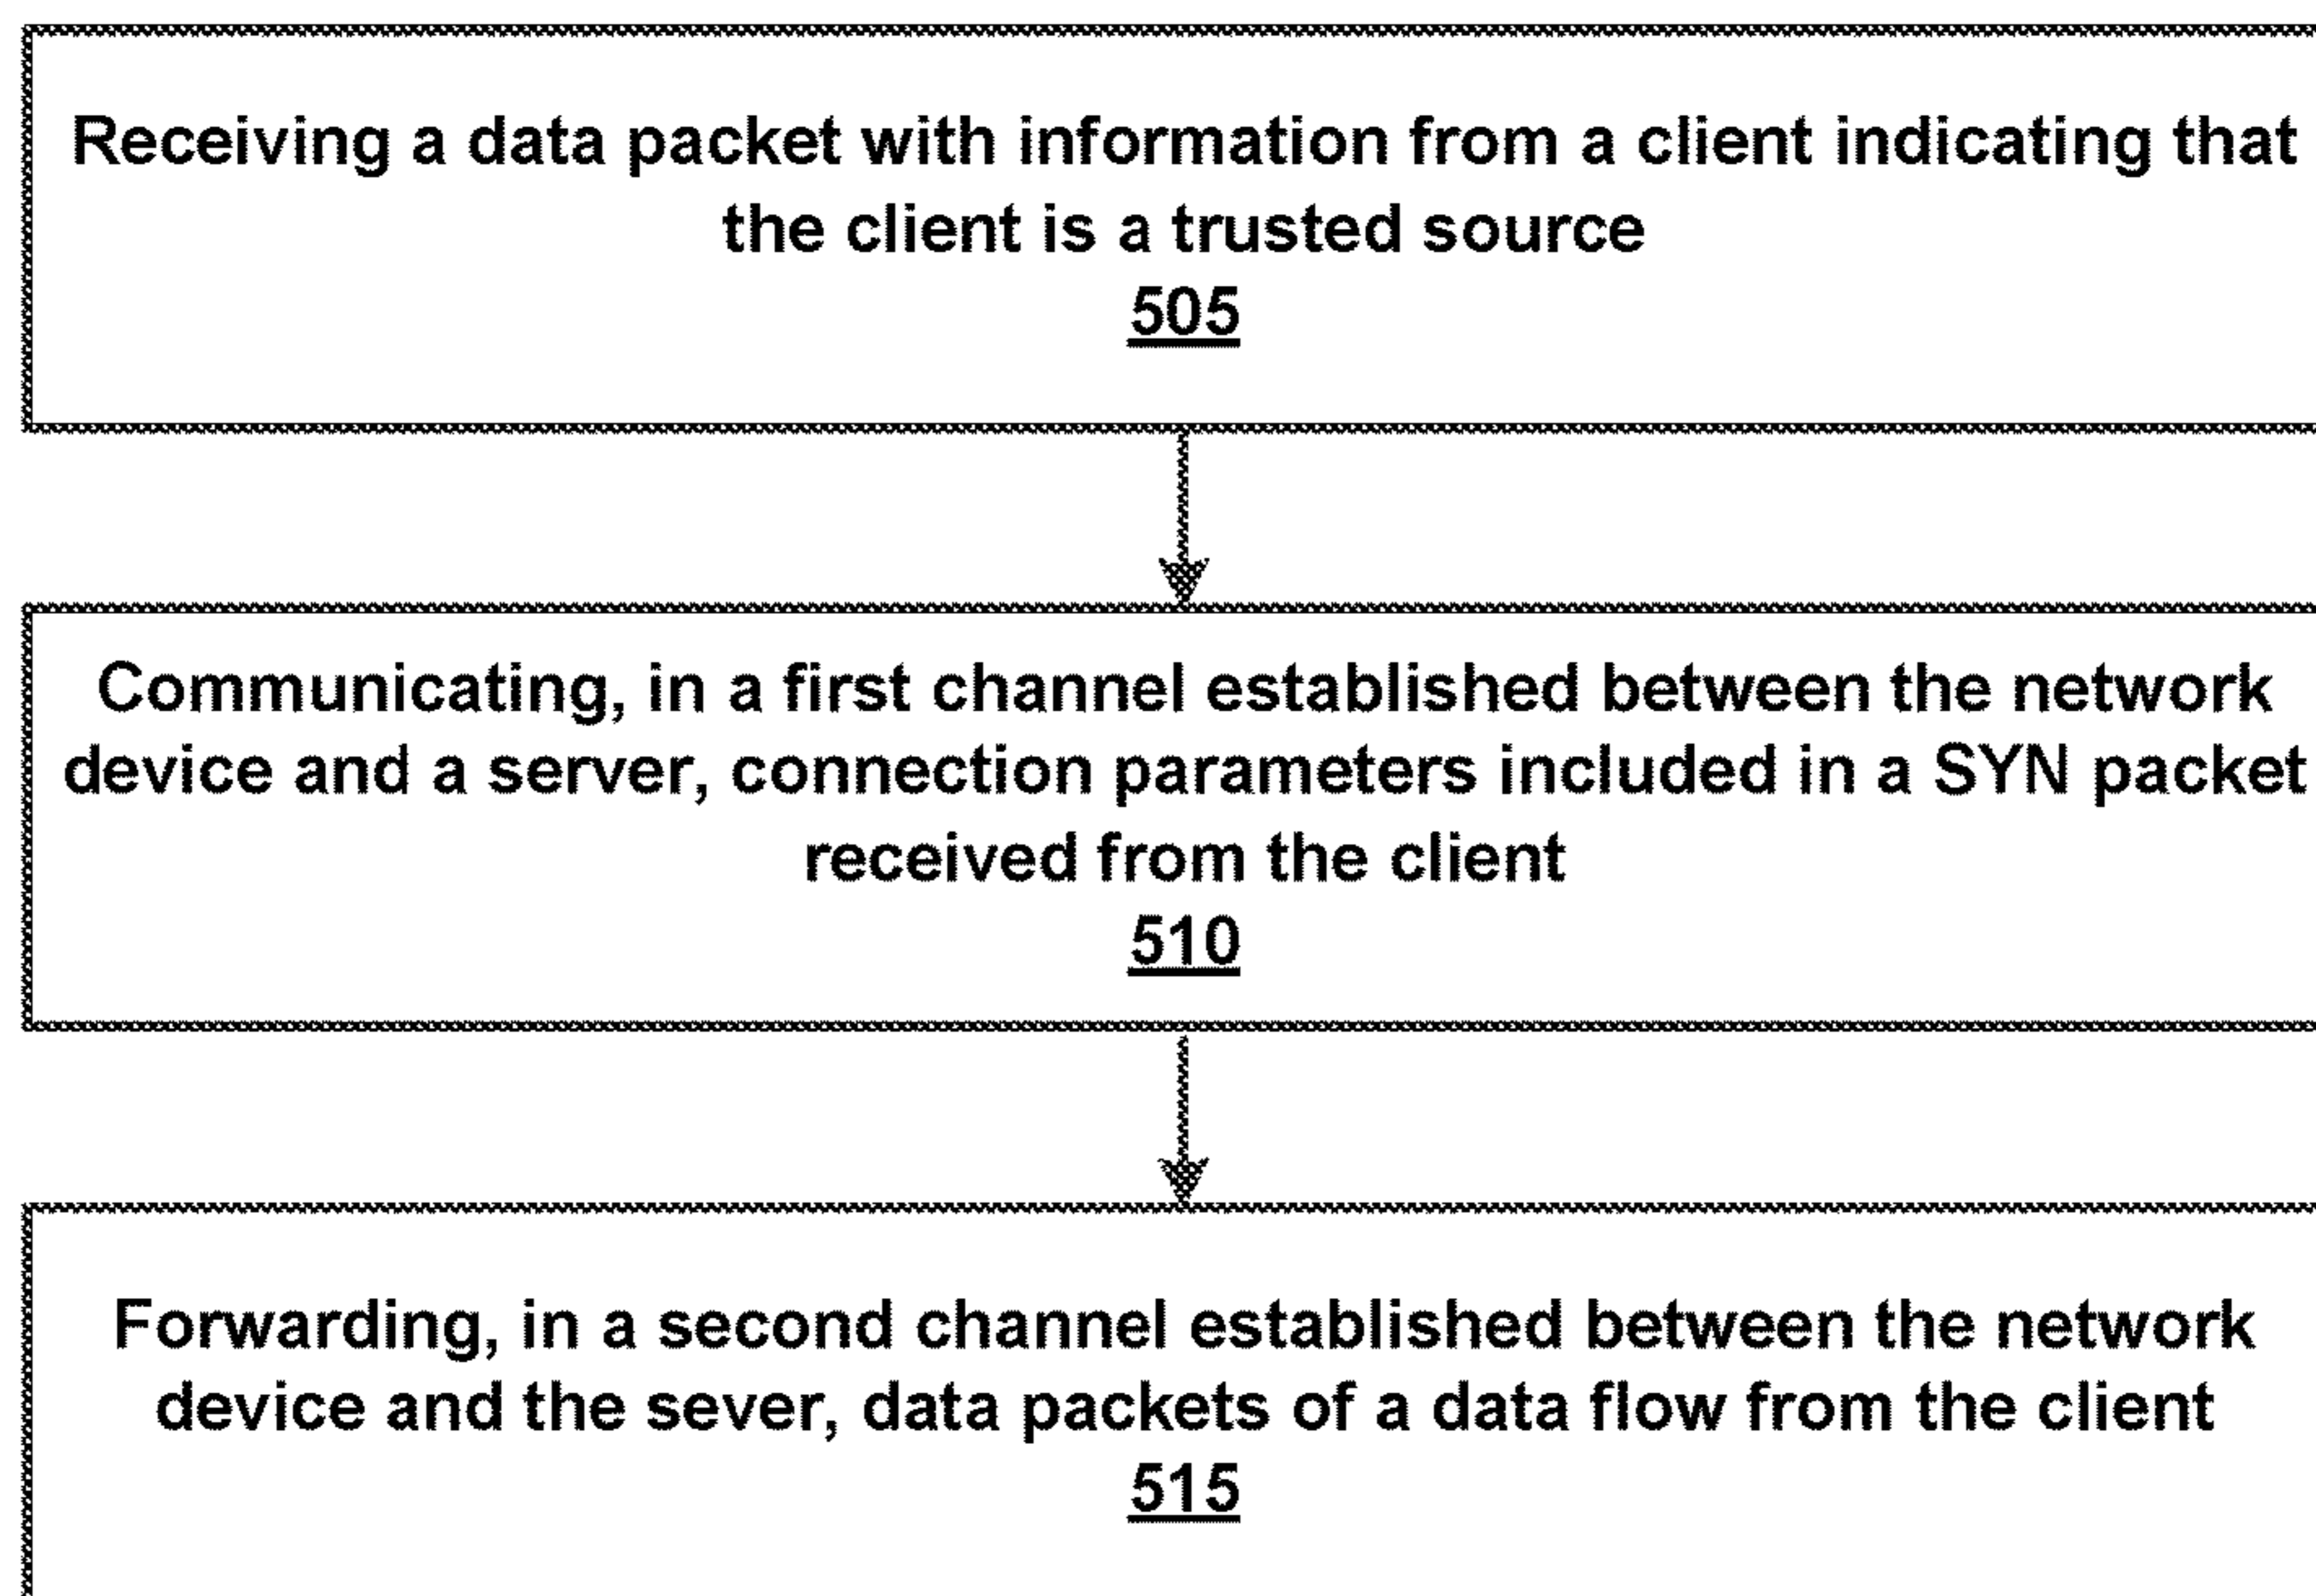 Receiving a data packet with information from a client indicating that
the client is a trusted source
505
Communicating, in a first channel established between the network
device and a server, connection parameters included in a SYN packet
received from the client
510
Forwarding, in a second channel established between the network
device and the sever, data packets of a data flow from the client
515